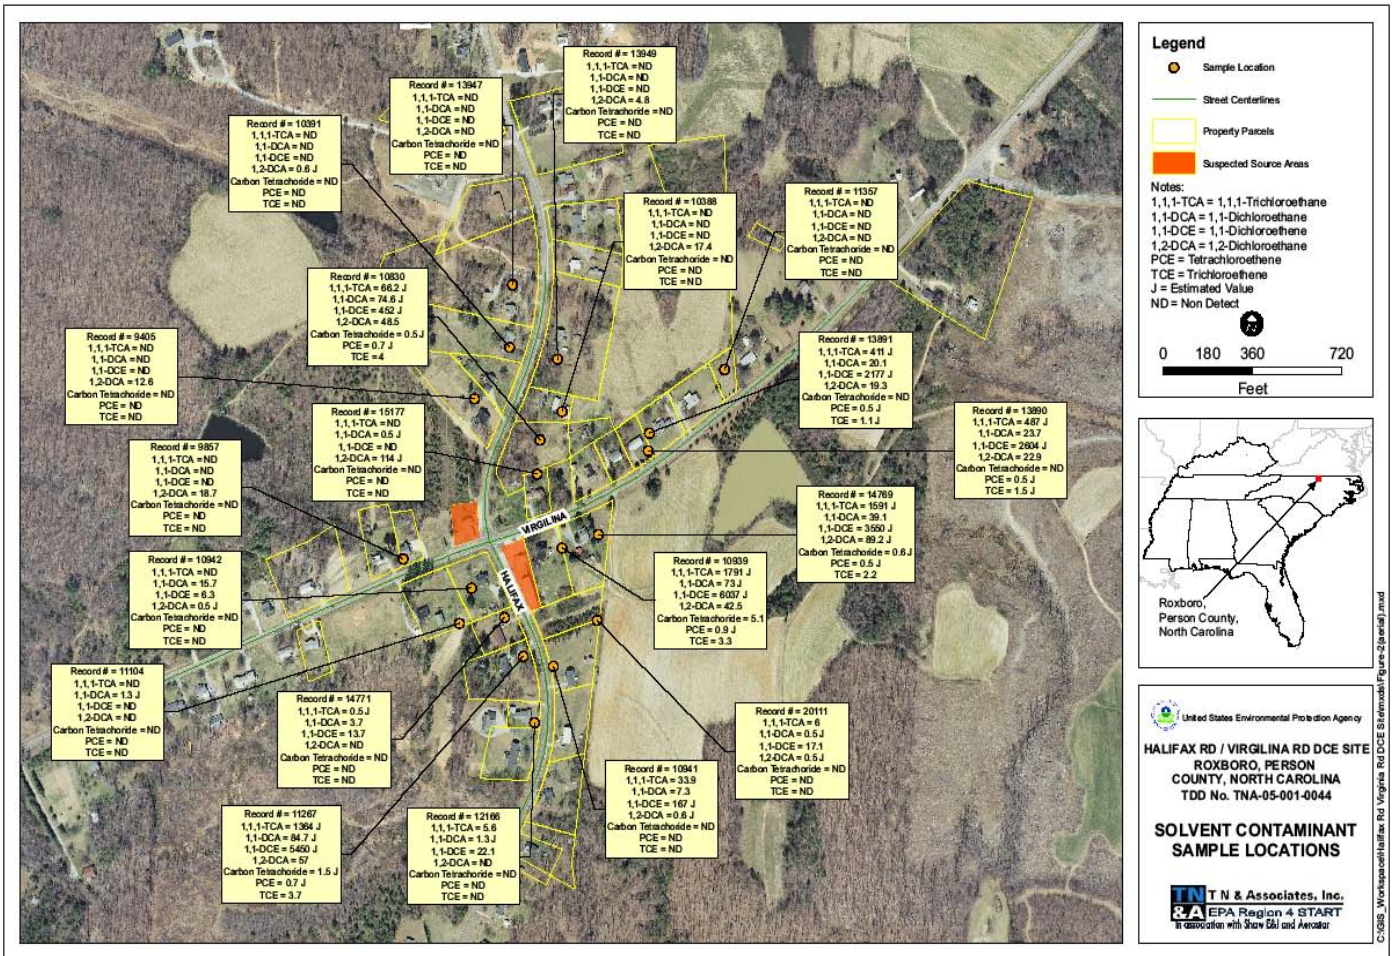 Record # = 13949
1,1,1-TCA = ND
1,1-DCA = ND
1,1-DCE = ND
1,2-DCA = 4.8
Carbon Tetrachoride = ND
PCE = ND
TCE = ND
Record # = 13947
1,1,1-TCA = ND
1,1-DCA = ND
1,1-DCE = ND
1,2-DCA = ND
Carbon Tetrachoride = ND
PCE = ND
TCE = ND
Record # = 10391
1,1,1-TCA = ND
1,1-DCA = ND
1,1-DCE = ND
1,2-DCA = 0.6 J
Carbon Tetrachoride = ND
PCE = ND
TCE = ND
Record # = 10388
1,1,1-TCA = ND
1,1-DCA = ND
1,1-DCE = ND
1,2-DCA = 17.4
Carbon Tetrachoride = ND
PCE = ND
TCE = ND
Record # = 11357
1,1,1-TCA = ND
1,1-DCA = ND
1,1-DCE = ND
1,2-DCA = ND
Carbon Tetrachoride = ND
PCE = ND
TCE = ND
Record # = 10830
1,1,1-TCA = 66.2 J
1,1-DCA = 74.6 J
1,1-DCE = 452 J
1,2-DCA = 48.5
Carbon Tetrachoride = 0.5 J
PCE = 0.7 J
TCE = 4
Record # = 9405
1,1,1-TCA = ND
1,1-DCA = ND
1,1-DCE = ND
1,2-DCA = 12.6
Carbon Tetrachoride = ND
PCE = ND
TCE = ND
Record # = 13891
1,1,1-TCA = 411 J
1,1-DCA = 20.1
1,1-DCE = 2177 J
1,2-DCA = 19.3
Carbon Tetrachoride = ND
PCE = 0.5 J
TCE = 1.1 J
Record # = 15177
1,1,1-TCA = ND
1,1-DCA = 0.5 J
1,1-DCE = ND
1,2-DCA = 114 J
Carbon Tetrachoride = ND
PCE = ND
TCE = ND
Record # = 13890
1,1,1-TCA = 487 J
1,1-DCA = 23.7
1,1-DCE = 2604 J
1,2-DCA = 22.9
Carbon Tetrachoride = ND
PCE = 0.5 J
TCE = 1.5 J
Record # = 9857
1,1,1-TCA = ND
1,1-DCA = ND
1,1-DCE = ND
1,2-DCA = 18.7
Carbon Tetrachoride = ND
PCE = ND
TCE = ND
Record # = 14769
1,1,1-TCA = 1591 J
1,1-DCA = 39.1
1,1-DCE = 3550 J
1,2-DCA = 89.2 J
Carbon Tetrachoride = 0.6 J
PCE = 0.5 J
TCE = 2.2
VIRGILINA
HALIFAX
Record # = 10942
1,1,1-TCA = ND
1,1-DCA = 15.7
1,1-DCE = 6.3
1,2-DCA = 0.5 J
Carbon Tetrachoride = ND
PCE = ND
TCE = ND
Record # = 10939
1,1,1-TCA = 1791 J
1,1-DCA = 73 J
1,1-DCE = 6037 J
1,2-DCA = 42.5
Carbon Tetrachoride = 5.1
PCE = 0.9 J
TCE = 3.3
Record # = 11104
1,1,1-TCA = ND
1,1-DCA = 1.3 J
1,1-DCE = ND
1,2-DCA = ND
Carbon Tetrachoride = ND
PCE = ND
TCE = ND
Record # = 14771
1,1,1-TCA = 0.5 J
1,1-DCA = 3.7
1,1-DCE = 13.7
1,2-DCA = ND
Carbon Tetrachoride = ND
PCE = ND
TCE = ND
Record # = 20111
1,1,1-TCA = 6
1,1-DCA = 0.5 J
1,1-DCE = 17.1
1,2-DCA = 0.5 J
Carbon Tetrachoride = ND
PCE = ND
TCE = ND
Record # = 10941
1,1,1-TCA = 33.9
1,1-DCA = 7.3
1,1-DCE = 167 J
1,2-DCA = 0.6 J
Carbon Tetrachoride = ND
PCE = ND
TCE = ND
Record # = 11267
1,1,1-TCA = 1364 J
1,1-DCA = 84.7 J
1,1-DCE = 5450 J
1,2-DCA = 57
Carbon Tetrachoride = 1.5 J
PCE = 0.7 J
TCE = 3.7
Record # = 12166
1,1,1-TCA = 5.6
1,1-DCA = 1.3 J
1,1-DCE = 22.1
1,2-DCA = ND
Carbon Tetrachoride = ND
PCE = ND
TCE = ND
Legend
Sample Location
Street Centerlines
Property Parcels
Suspected Source Areas
Notes:
1,1,1-TCA = 1,1,1-Trichloroethane
1,1-DCA = 1,1-Dichloroethane
1,1-DCE = 1,1-Dichloroethene
1,2-DCA = 1,2-Dichloroethane
PCE = Tetrachloroethene
TCE = Trichloroethene
J = Estimated Value
ND = Non Detect
0 180 360 720
Feet
Roxboro,
Person County,
North Carolina
United States Environmental Protection Agency
HALIFAX RD / VIRGILINA RD DCE SITE
ROXBORO, PERSON
COUNTY, NORTH CAROLINA
TDD No. TNA-05-001-0044
SOLVENT CONTAMINANT
SAMPLE LOCATIONS
TN
&A
T N & Associates, Inc.
EPA Region 4 START
In association with Shaw E&I and Aerostar
C:\GIS_Workspace\Halifax Rd Virginia Rd DCE Site\mxds\Figure-2(aerial).mxd